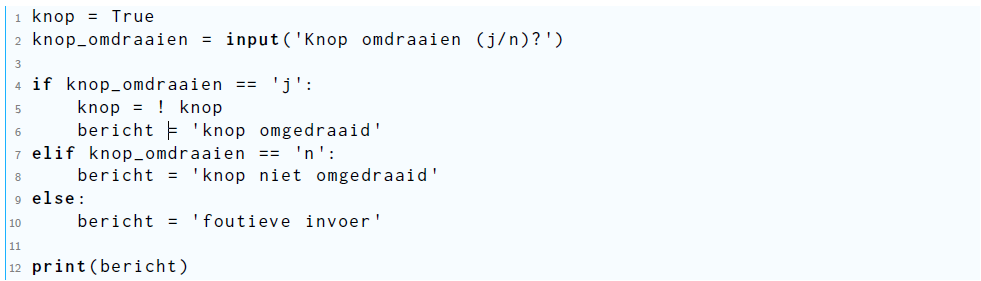 1 knop = True
2 knop_omdraaien = input('Knop omdraaien (j/n)?')
3
4 if knop_omdraaien == 'j':
5     knop = ! knop
6     bericht = 'knop omgedraaid'
7 elif knop_omdraaien == 'n':
8     bericht = 'knop niet omgedraaid'
9 else:
10     bericht = 'foutieve invoer'
11
12 print(bericht)